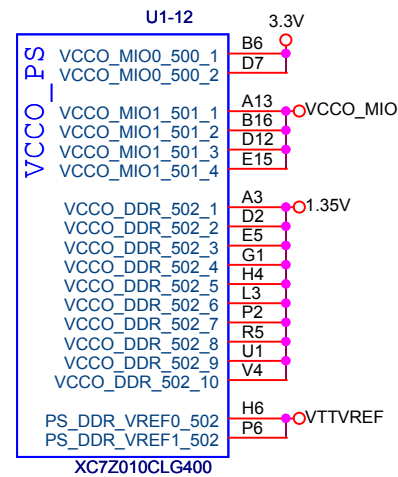 U1-12
3.3V
VCCO_PS
VCCO_MIO0_500_1 B6
VCCO_MIO0_500_2 D7
VCCO_MIO1_501_1 A13 VCCO_MIO
VCCO_MIO1_501_2 B16
VCCO_MIO1_501_3 D12
VCCO_MIO1_501_4 E15
VCCO_DDR_502_1 A3 1.35V
VCCO_DDR_502_2 D2
VCCO_DDR_502_3 E5
VCCO_DDR_502_4 G1
VCCO_DDR_502_5 H4
VCCO_DDR_502_6 L3
VCCO_DDR_502_7 P2
VCCO_DDR_502_8 R5
VCCO_DDR_502_9 U1
VCCO_DDR_502_10 V4
PS_DDR_VREF0_502 H6 VTTVREF
PS_DDR_VREF1_502 P6
XC7Z010CLG400